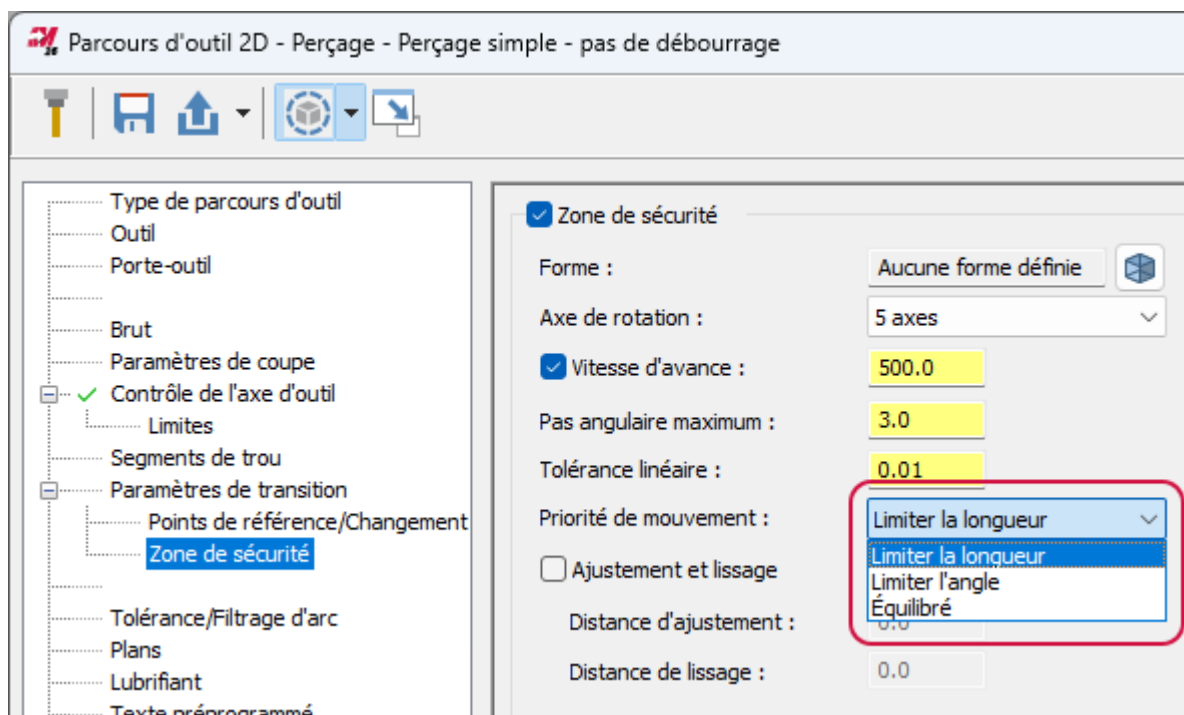 Parcours d'outil 2D - Perçage - Perçage simple - pas de débourrage
Type de parcours d'outil
Outil
Porte-outil
Brut
Paramètres de coupe
Contrôle de l'axe d'outil
Limites
Segments de trou
Paramètres de transition
Points de référence/Changement
Zone de sécurité
Tolérance/Filtrage d'arc
Plans
Lubrifiant
Texte préprogrammé
Zone de sécurité
Forme : Aucune forme définie
Axe de rotation : 5 axes
Vitesse d'avance : 500.0
Pas angulaire maximum : 3.0
Tolérance linéaire : 0.01
Priorité de mouvement : Limiter la longueur
Limiter la longueur
Limiter l'angle
Équilibré
Ajustement et lissage
Distance d'ajustement : 0.0
Distance de lissage : 0.0